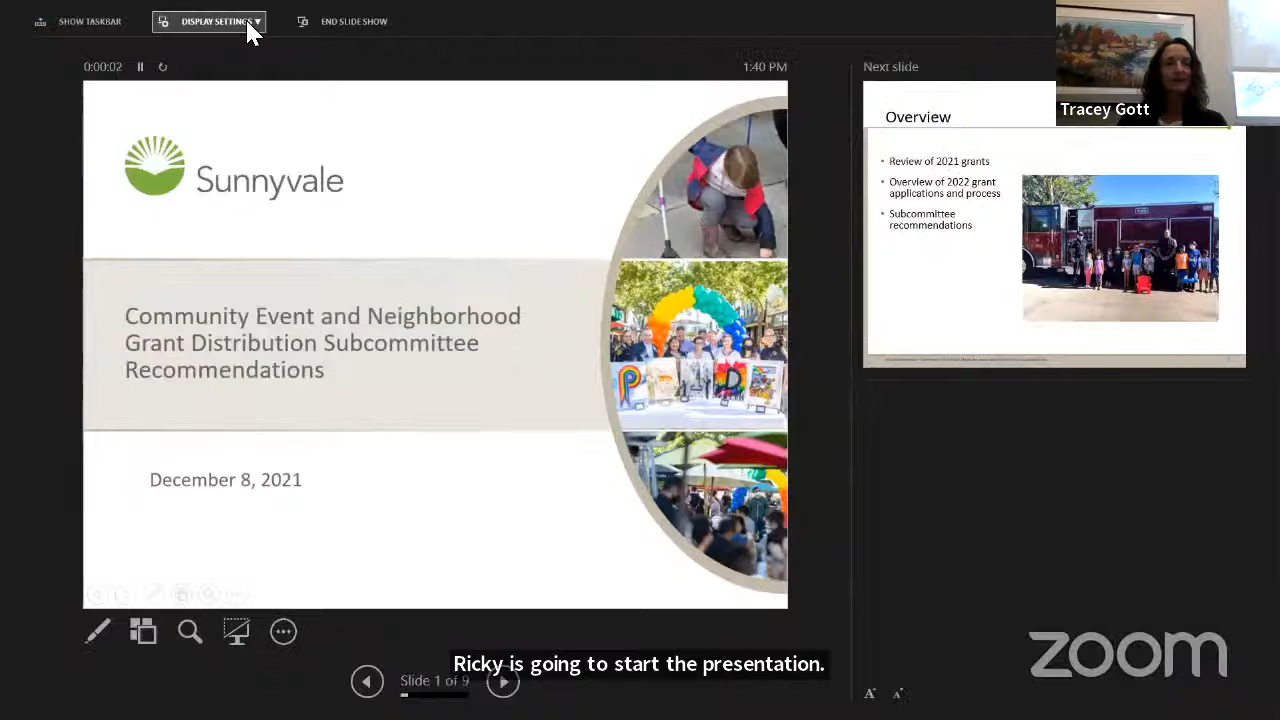 SHOW TASKBAR
DISPLAY SETTINGS ▼
END SLIDE SHOW
0:00:02
1:40 PM
Next slide
Tracey Gott
Sunnyvale
Community Event and Neighborhood
Grant Distribution Subcommittee
Recommendations
December 8, 2021
Overview
• Review of 2021 grants
• Overview of 2022 grant
applications and process
• Subcommittee
recommendations
Ricky is going to start the presentation.
Slide 1 of 9
A A
zoom